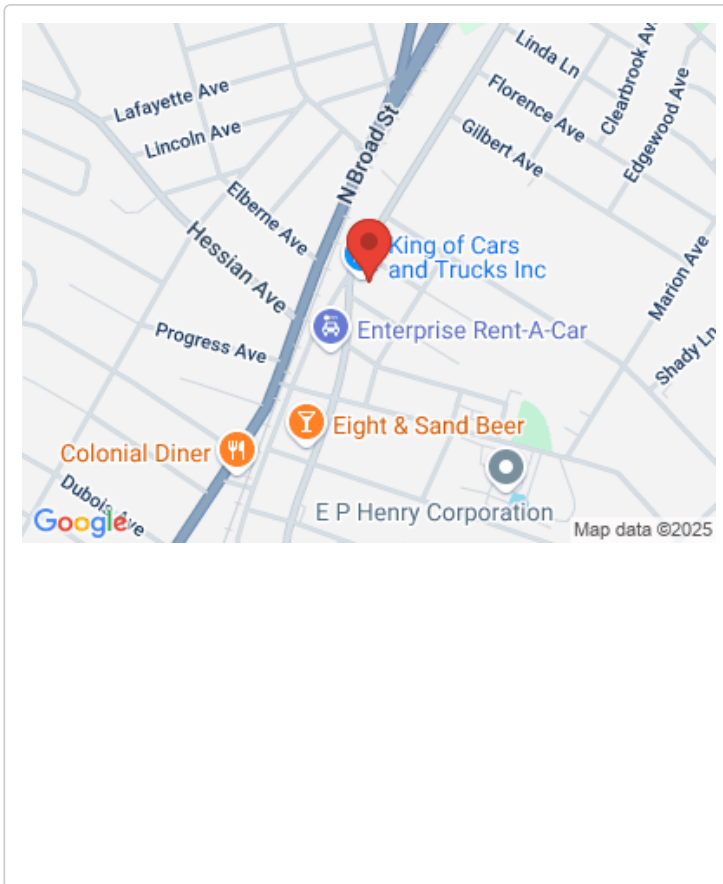 Linda Ln
Clearbrook Av
Lafayette Ave
Florence Ave
Edgewood Ave
Lincoln Ave
N Broad St
Gilbert Ave
Elberne Ave
King of Cars
and Trucks Inc
Hessian Ave
Marion Ave
Progress Ave
Enterprise Rent-A-Car
Shady Ln
Eight & Sand Beer
Colonial Diner
Dubois Ave
E P Henry Corporation
Google
Map data ©2025